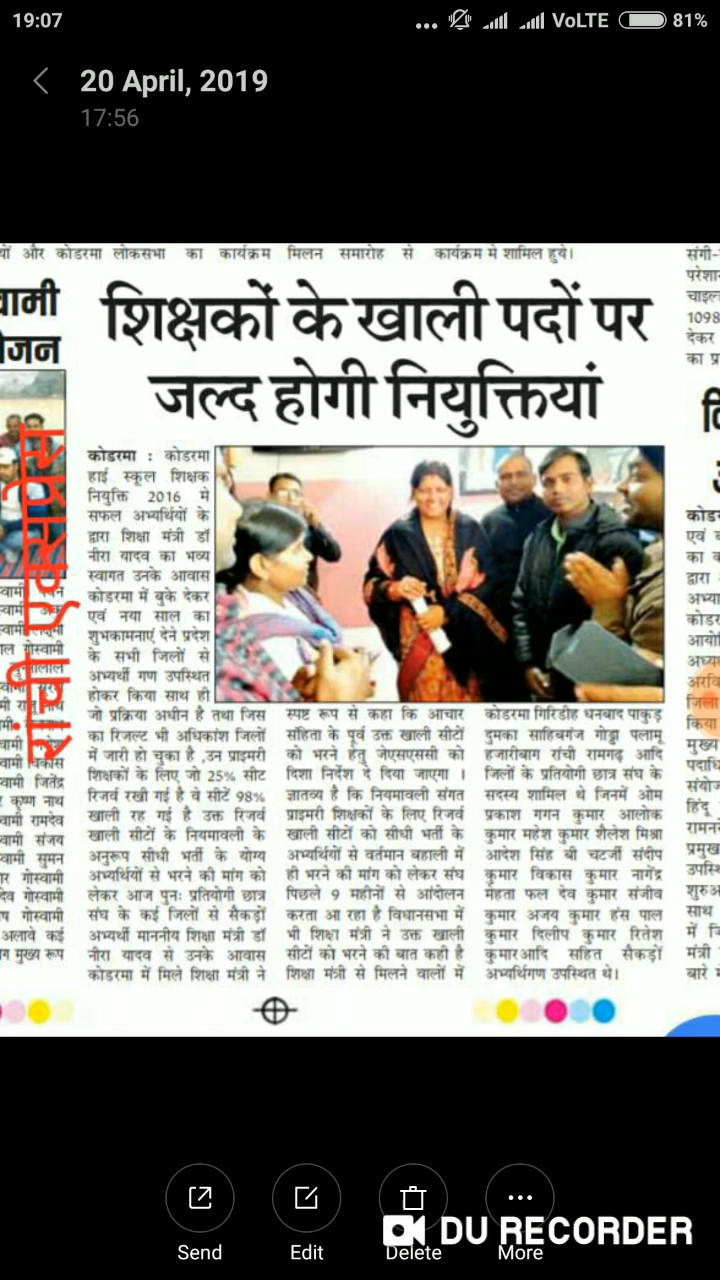 19:07
... VoLTE 81%
20 April, 2019
17:56
यों और कोडरमा लोकसभा का कार्यक्रम मिलन समारोह से कार्यक्रम मे शामिल हुये।
शिक्षकों के खाली पदों पर
जल्द होगी नियुक्तियां
रांची एक्सप्रेस
कोडरमा : कोडरमा
हाई स्कूल शिक्षक
नियुक्ति 2016 मे
सफल अभ्यर्थियों के
द्वारा शिक्षा मंत्री डॉ
नीरा यादव का भव्य
स्वागत उनके आवास
कोडरमा में बुके देकर
एवं नया साल का
शुभकामनाएं देने प्रदेश
के सभी जिलों से
अभ्यर्थी गण उपस्थित
होकर किया साथ ही
जो प्रक्रिया अधीन है तथा जिस
का रिजल्ट भी अधिकांश जिलों
में जारी हो चुका है ,उन प्राइमरी
शिक्षकों के लिए जो 25% सीट
रिजर्व रखी गई है वे सीटें 98%
खाली रह गई है उक्त रिजर्व
खाली सीटों के नियमावली के
अनुरूप सीधी भर्ती के योग्य
अभ्यर्थियों से भरने की मांग को
लेकर आज पुनः प्रतियोगी छात्र
संघ के कई जिलों से सैकड़ों
अभ्यर्थी माननीय शिक्षा मंत्री डॉ
नीरा यादव से उनके आवास
कोडरमा में मिले शिक्षा मंत्री ने
स्पष्ट रूप से कहा कि आचार
संहिता के पूर्व उक्त खाली सीटों
को भरने हेतु जेएसएससी को
दिशा निर्देश दे दिया जाएगा ।
ज्ञातव्य है कि नियमावली संगत
प्राइमरी शिक्षकों के लिए रिजर्व
खाली सीटों को सीधी भर्ती के
अभ्यर्थियों से वर्तमान बहाली में
ही भरने की मांग को लेकर संघ
पिछले 9 महीनों से आंदोलन
करता आ रहा है विधानसभा में
भी शिक्षा मंत्री ने उक्त खाली
सीटों को भरने की बात कही है
शिक्षा मंत्री से मिलने वालों में
कोडरमा गिरिडीह धनबाद पाकुड़
दुमका साहिबगंज गोड्डा पलामू
हजारीबाग रांची रामगढ़ आदि
जिलों के प्रतियोगी छात्र संघ के
सदस्य शामिल थे जिनमें ओम
प्रकाश गगन कुमार आलोक
कुमार महेश कुमार शैलेश मिश्रा
आदेश सिंह बी चटर्जी संदीप
कुमार विकास कुमार नागेंद्र
मेहता फल देव कुमार संजीव
कुमार अजय कुमार हंस पाल
कुमार दिलीप कुमार रितेश
कुमारआदि सहित सैकड़ों
अभ्यर्थिगण उपस्थित थे।
Send Edit Delete More
DU RECORDER